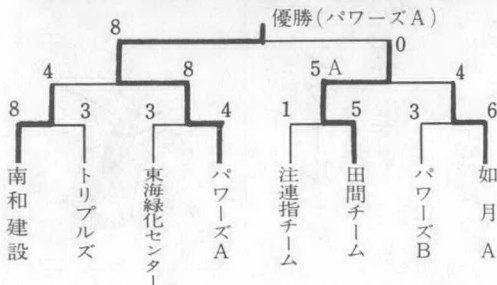 優勝(パワーズA)
8 0
4 8 5A 4
8 3 3 4 1 5 3 6
南和建設
トリプルズ
東海緑化センター
パワーズA
注連指チーム
田間チーム
パワーズB
如月A